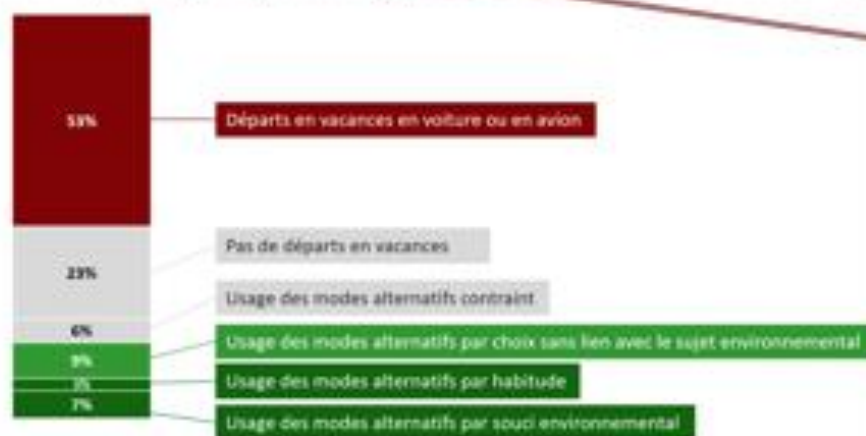 53%
Départs en vacances en voiture ou en avion
Pas de départs en vacances
23%
Usage des modes alternatifs contraint
6%
Usage des modes alternatifs par choix sans lien avec le sujet environnemental
9%
Usage des modes alternatifs par habitude
3%
7%
Usage des modes alternatifs par souci environnemental